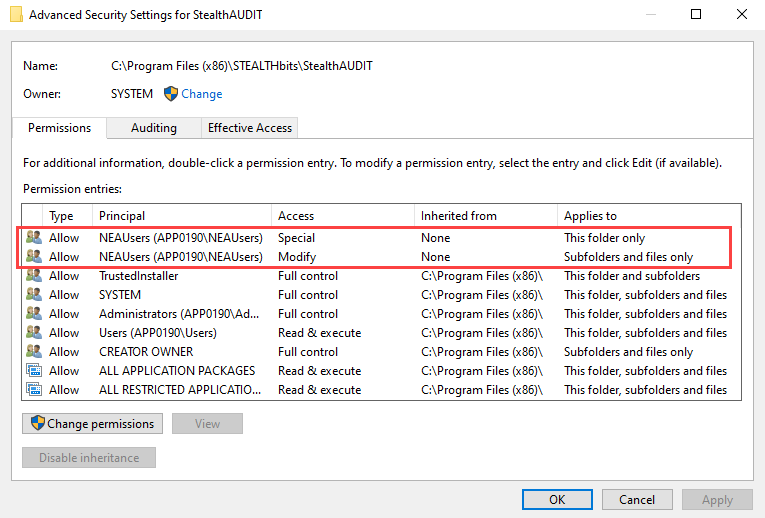 Advanced Security Settings for StealthAUDIT
Name: C:\Program Files (x86)\STEALTHbits\StealthAUDIT
Owner: SYSTEM Change
Permissions Auditing Effective Access
For additional information, double-click a permission entry. To modify a permission entry, select the entry and click Edit (if available).
Permission entries:
Type Principal Access Inherited from Applies to
Allow NEAUsers (APP0190\NEAUsers) Special None This folder only
Allow NEAUsers (APP0190\NEAUsers) Modify None Subfolders and files only
Allow TrustedInstaller Full control C:\Program Files (x86)\ This folder and subfolders
Allow SYSTEM Full control C:\Program Files (x86)\ This folder, subfolders and files
Allow Administrators (APP0190\Ad... Full control C:\Program Files (x86)\ This folder, subfolders and files
Allow Users (APP0190\Users) Read & execute C:\Program Files (x86)\ This folder, subfolders and files
Allow CREATOR OWNER Full control C:\Program Files (x86)\ Subfolders and files only
Allow ALL APPLICATION PACKAGES Read & execute C:\Program Files (x86)\ This folder, subfolders and files
Allow ALL RESTRICTED APPLICATIO... Read & execute C:\Program Files (x86)\ This folder, subfolders and files
Change permissions View
Disable inheritance
OK Cancel Apply